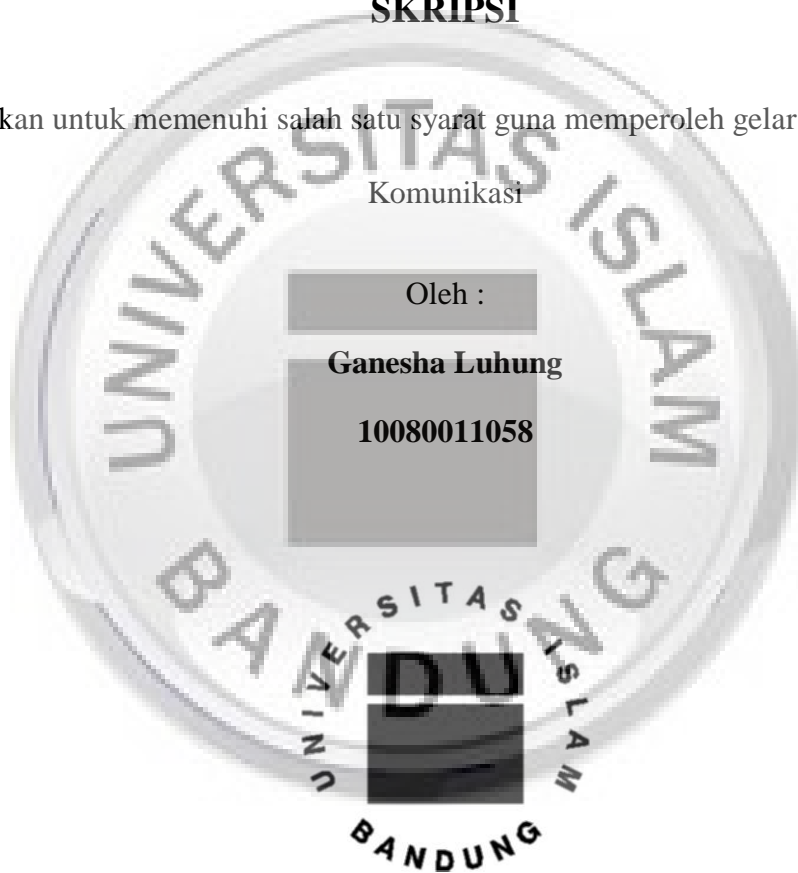 SKRIPSI
kan untuk memenuhi salah satu syarat guna memperoleh gelar
Komunikasi
Oleh :
Ganesha Luhung
10080011058
UNIVERSITAS ISLAM
BANDUNG
UNIVERSITAS ISLAM
BANDUNG